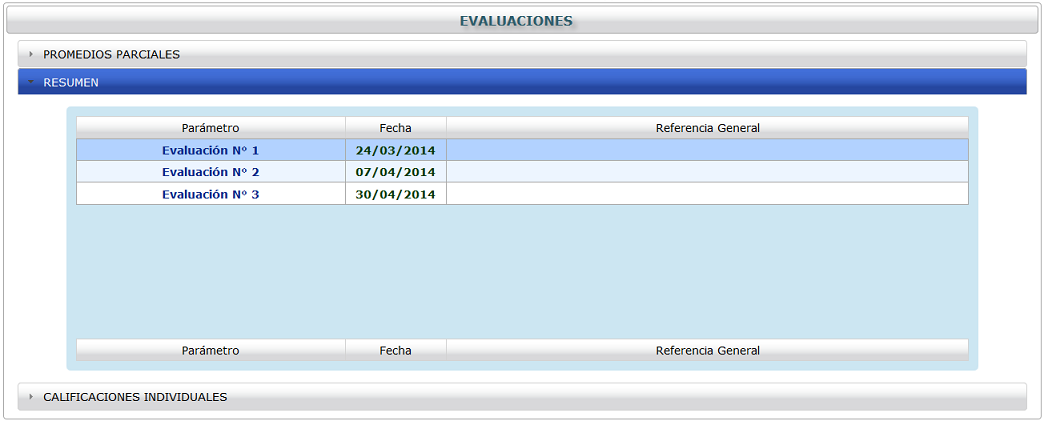 EVALUACIONES
PROMEDIOS PARCIALES
RESUMEN
Parámetro Fecha Referencia General
Evaluación Nº 1 24/03/2014
Evaluación Nº 2 07/04/2014
Evaluación Nº 3 30/04/2014
Parámetro Fecha Referencia General
CALIFICACIONES INDIVIDUALES